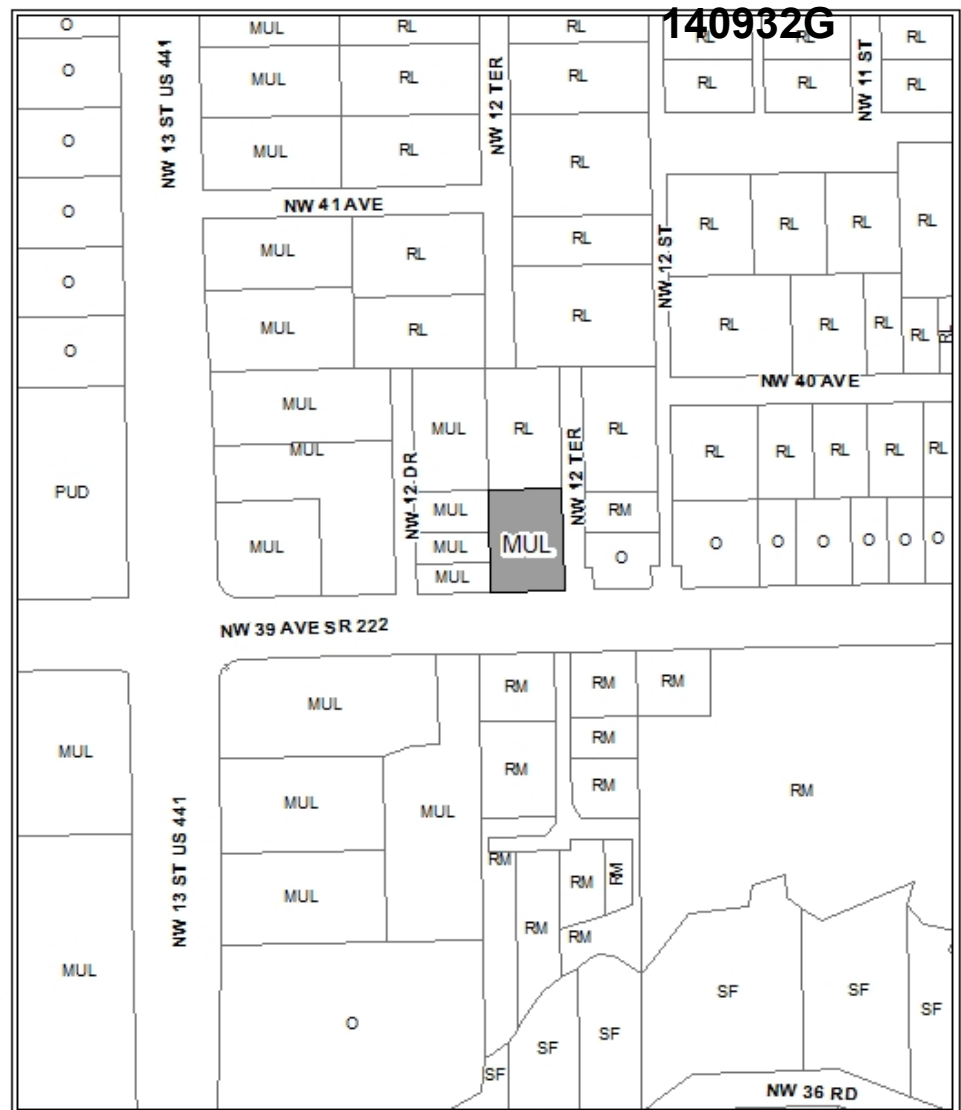 140932G
O
MUL
RL
RL
RL
RL
RL
O
MUL
RL
RL
RL
RL
RL
NW 13 ST US 441
NW 12 TER
NW 11 ST
O
MUL
RL
RL
NW 41 AVE
O
MUL
RL
RL
NW 12 ST
RL
RL
RL
RL
O
MUL
RL
RL
RL
RL
RL
RL
RL
O
NW 40 AVE
MUL
MUL
RL
RL
MUL
NW 12 DR
NW 12 TER
RL
RL
RL
RL
RL
PUD
MUL
RM
MUL
MUL
MUL
O
O
O
O
O
O
O
MUL
NW 39 AVE SR 222
MUL
RM
RM
RM
MUL
RM
RM
RM
RM
MUL
MUL
NW 13 ST US 441
RM
RM
RM
MUL
RM
RM
MUL
SF
SF
SF
O
SF
SF
SF
NW 36 RD